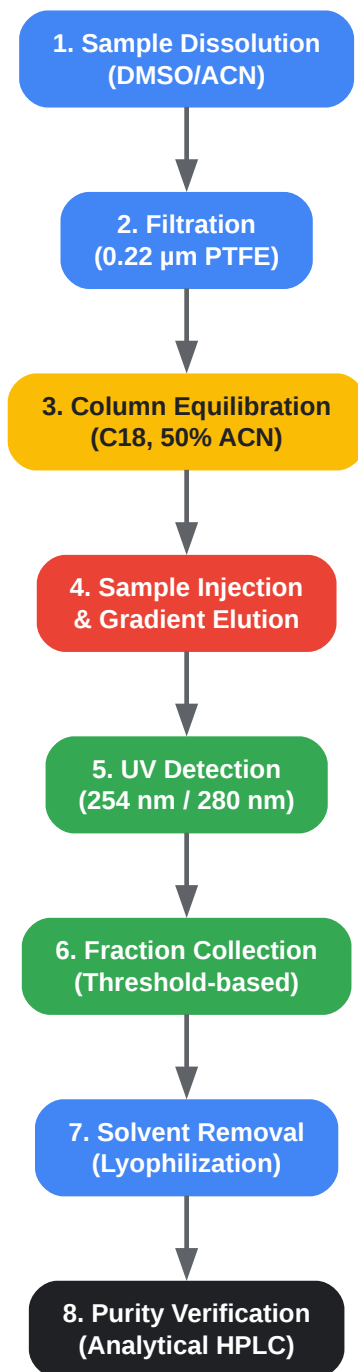 1. Sample Dissolution
(DMSO/ACN)
2. Filtration
(0.22 µm PTFE)
3. Column Equilibration
(C18, 50% ACN)
4. Sample Injection
& Gradient Elution
5. UV Detection
(254 nm / 280 nm)
6. Fraction Collection
(Threshold-based)
7. Solvent Removal
(Lyophilization)
8. Purity Verification
(Analytical HPLC)